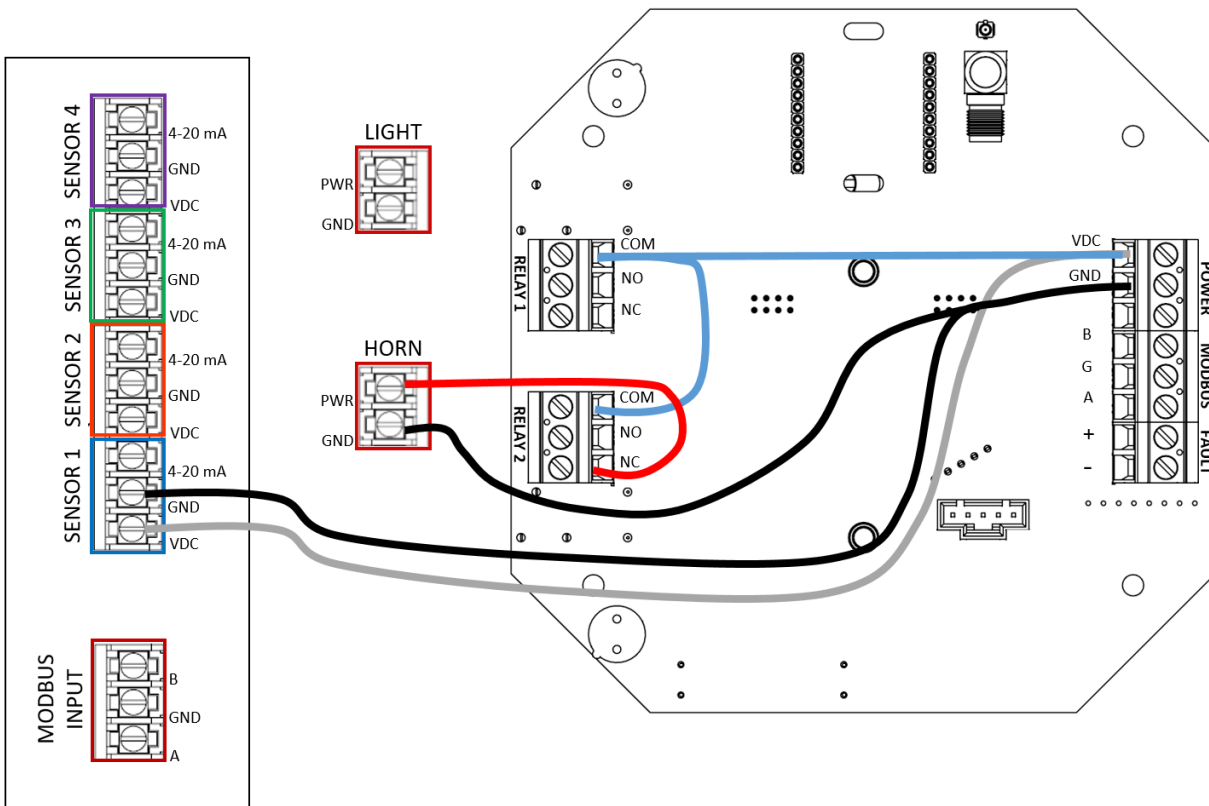 SENSOR 4
4-20 mA
GND
VDC
SENSOR 3
4-20 mA
GND
VDC
SENSOR 2
4-20 mA
GND
VDC
SENSOR 1
4-20 mA
GND
VDC
MODBUS
INPUT
B
GND
A
LIGHT
PWR
GND
HORN
PWR
GND
RELAY 1
COM
NO
NC
RELAY 2
COM
NO
NC
VDC
GND
B
G
A
+
–
POWER
MODBUS
FAULT